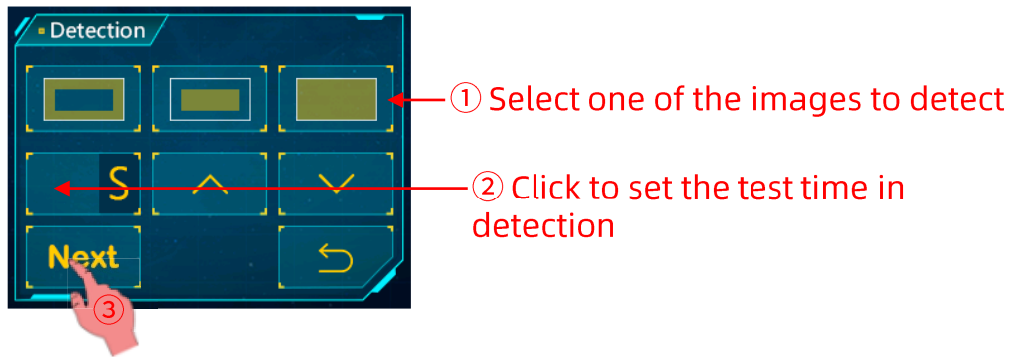 Detection
① Select one of the images to detect
S
② Click to set the test time in
detection
Next
③